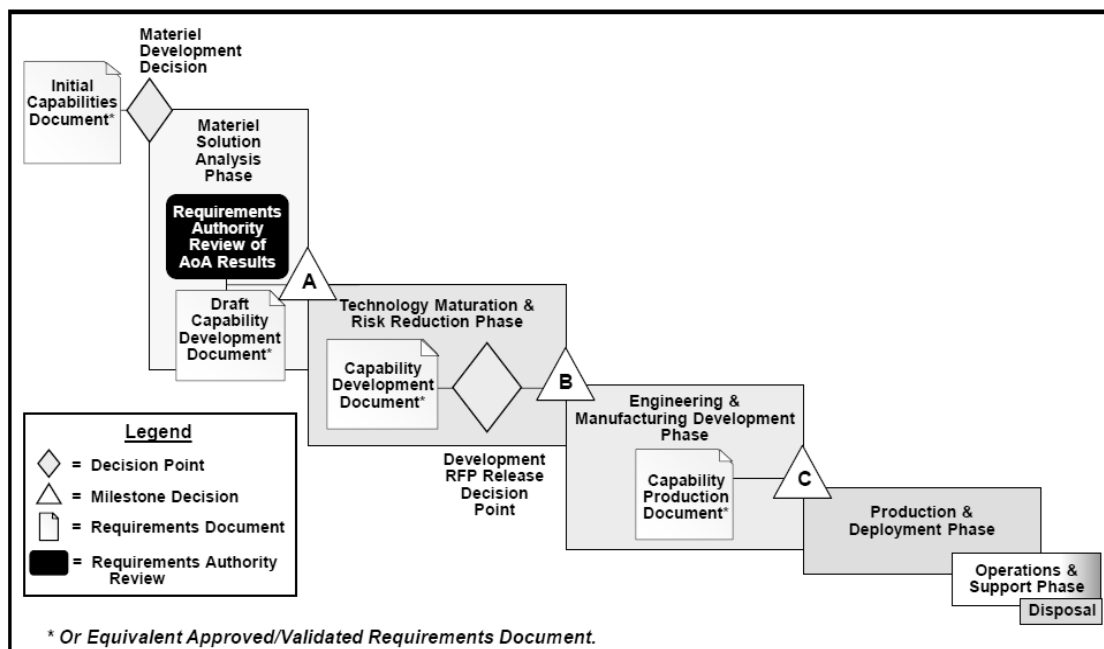 Materiel
Development
Decision
Initial
Capabilities
Document*
Materiel
Solution
Analysis
Phase
Requirements
Authority
Review of
AoA Results
A
Draft
Capability
Development
Document*
Technology Maturation &
Risk Reduction Phase
Capability
Development
Document*
B
Development
RFP Release
Decision
Point
Engineering &
Manufacturing Development
Phase
Capability
Production
Document*
C
Production &
Deployment Phase
Operations &
Support Phase
Disposal
Legend
= Decision Point
= Milestone Decision
= Requirements Document
= Requirements Authority
Review
* Or Equivalent Approved/Validated Requirements Document.